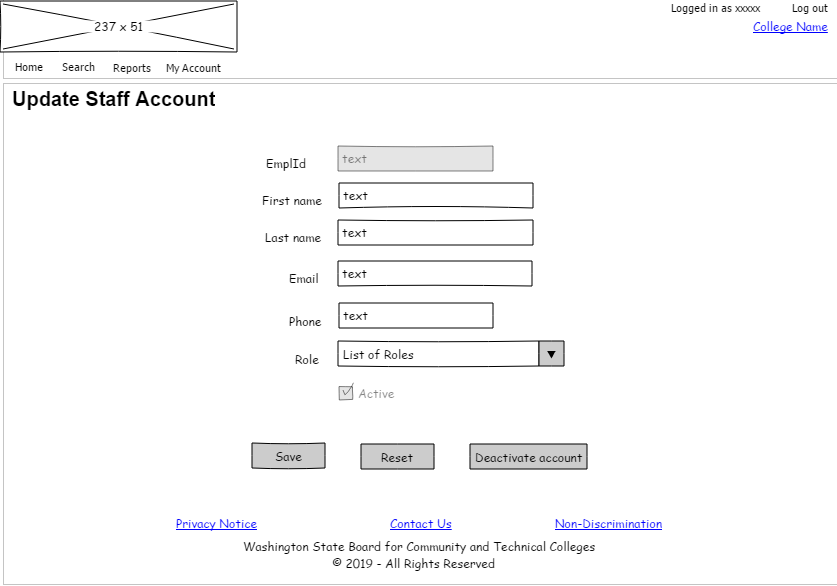 237 x 51
Logged in as xxxxx
Log out
College Name
Home
Search
Reports
My Account
Update Staff Account
EmplId
text
First name
text
Last name
text
Email
text
Phone
text
Role
List of Roles
Active
Save
Reset
Deactivate account
Privacy Notice
Contact Us
Non-Discrimination
Washington State Board for Community and Technical Colleges
© 2019 - All Rights Reserved